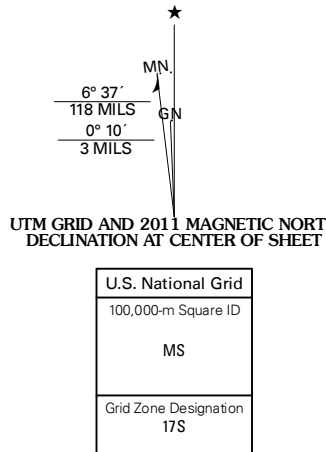 ★
MN.
6° 37´
118 MILS
GN
0° 10´
3 MILS
UTM GRID AND 2011 MAGNETIC NORT
DECLINATION AT CENTER OF SHEET
U.S. National Grid
100,000-m Square ID
MS
Grid Zone Designation
17S